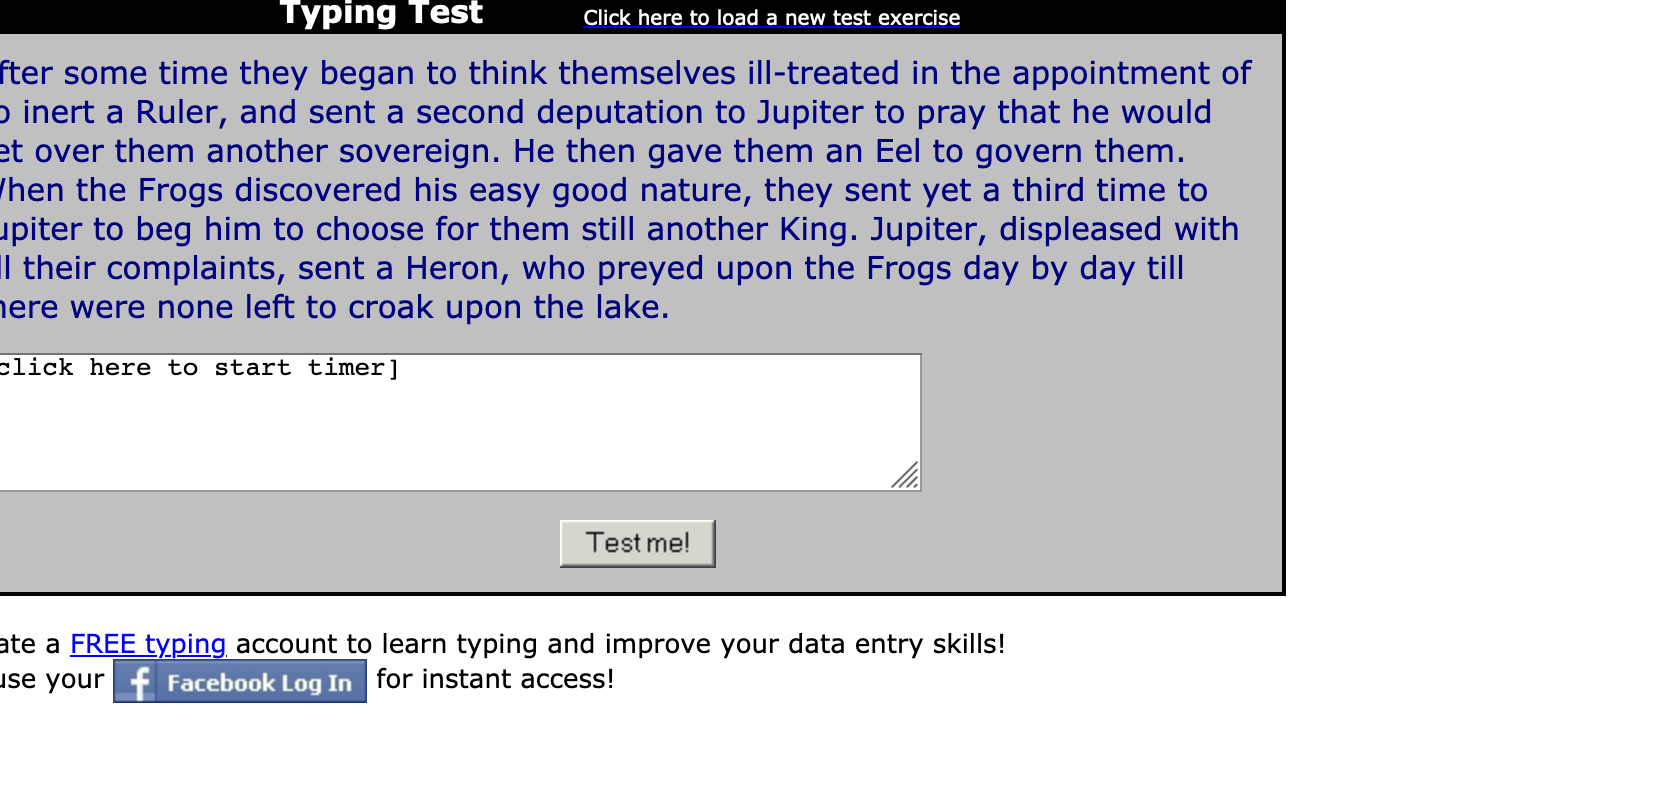 Typing Test Click here to load a new test exercise
fter some time they began to think themselves ill-treated in the appointment of
o inert a Ruler, and sent a second deputation to Jupiter to pray that he would
et over them another sovereign. He then gave them an Eel to govern them.
hen the Frogs discovered his easy good nature, they sent yet a third time to
upiter to beg him to choose for them still another King. Jupiter, displeased with
ll their complaints, sent a Heron, who preyed upon the Frogs day by day till
here were none left to croak upon the lake.
click here to start timer]
Test me!
ate a FREE typing account to learn typing and improve your data entry skills!
use your f Facebook Log In for instant access!